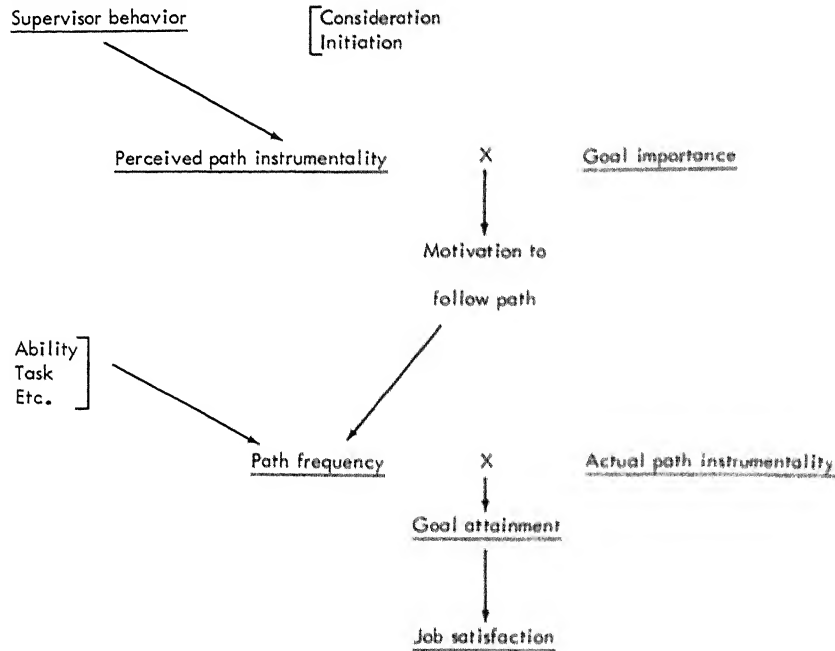 Supervisor behavior
Consideration
Initiation
Perceived path instrumentality X Goal importance
Motivation to
follow path
Ability
Task
Etc.
Path frequency X Actual path instrumentality
Goal attainment
Job satisfaction